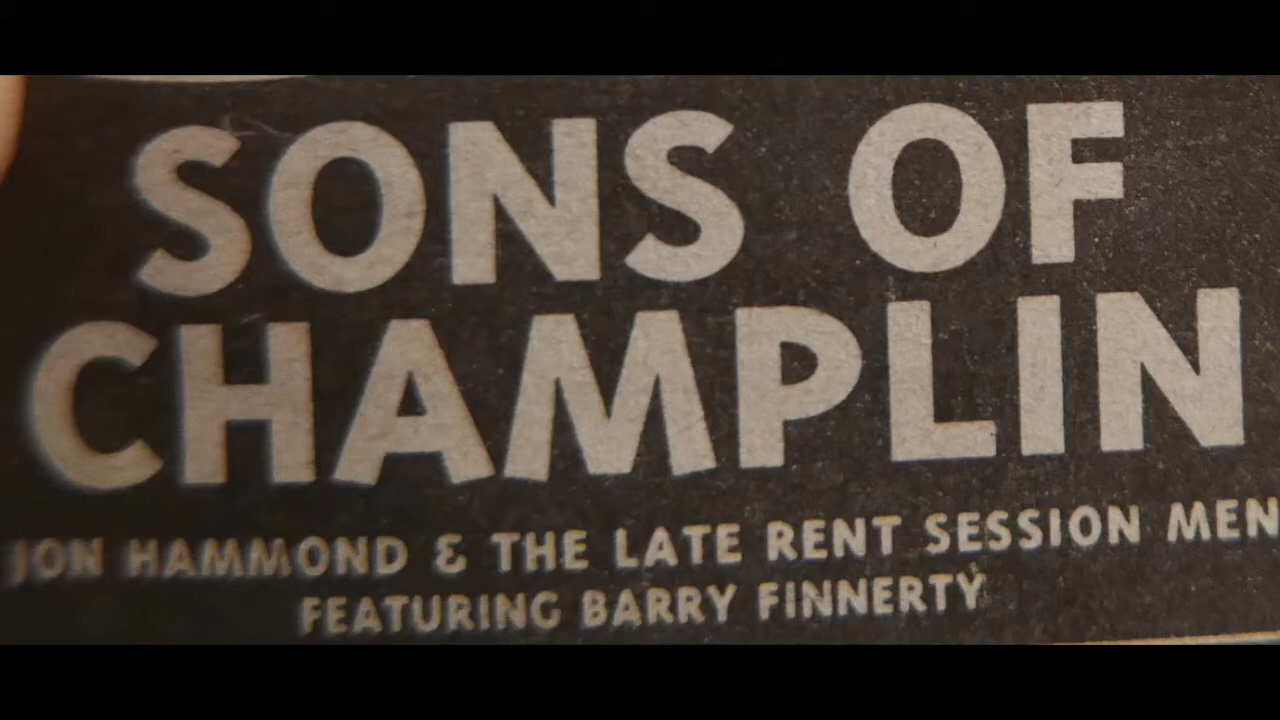 SONS OF
CHAMPLIN
JON HAMMOND & THE LATE RENT SESSION MEN
FEATURING BARRY FINNERTY